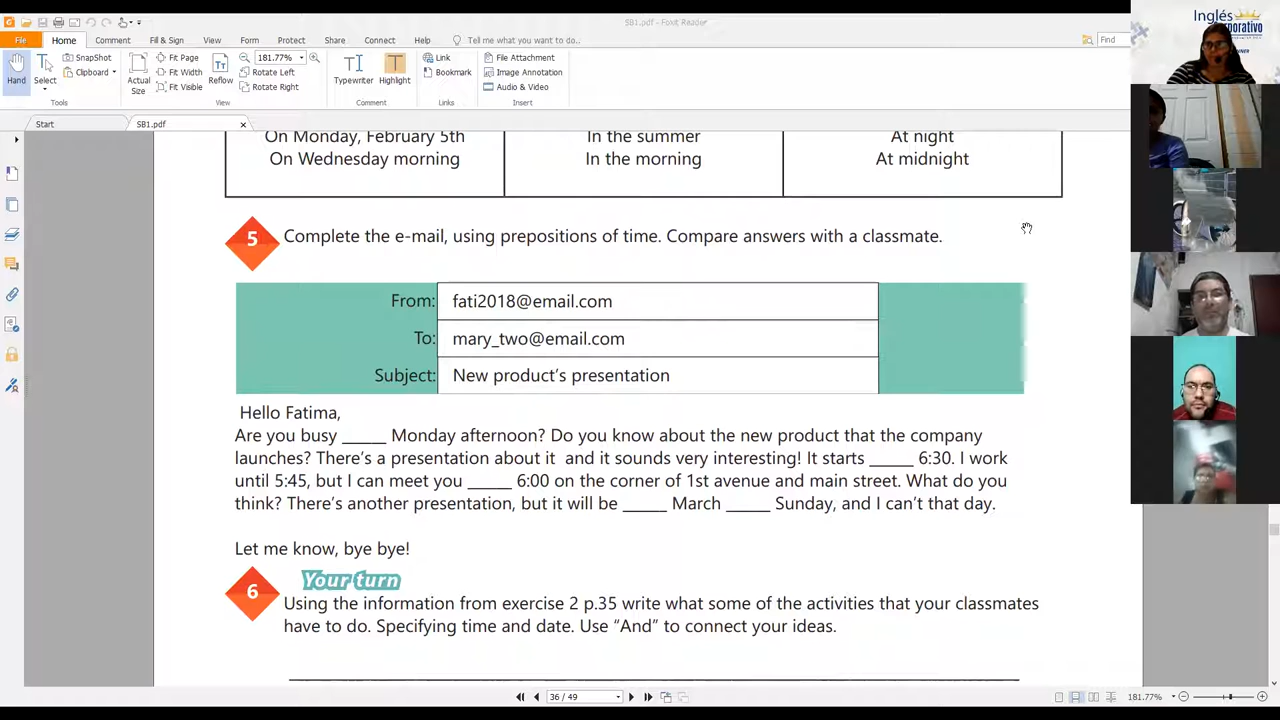 SB1.pdf - Foxit Reader
File Home Comment Fill & Sign View Form Protect Share Connect Help Tell me what you want to do.. Find
Hand
Select
SnapShot
Clipboard
Actual Size
Fit Page
Fit Width
Fit Visible
Reflow
181.77%
Rotate Left
Rotate Right
Typewriter
Highlight
Link
Bookmark
File Attachment
Image Annotation
Audio & Video
Tools View Comment Links Insert
Start SB1.pdf
On Monday, February 5th In the summer At night
On Wednesday morning In the morning At midnight
5 Complete the e-mail, using prepositions of time. Compare answers with a classmate.
From: fati2018@email.com
To: mary_two@email.com
Subject: New product's presentation
Hello Fatima,
Are you busy _____ Monday afternoon? Do you know about the new product that the company
launches? There's a presentation about it and it sounds very interesting! It starts _____ 6:30. I work
until 5:45, but I can meet you _____ 6:00 on the corner of 1st avenue and main street. What do you
think? There's another presentation, but it will be _____ March _____ Sunday, and I can't that day.
Let me know, bye bye!
Your turn
6 Using the information from exercise 2 p.35 write what some of the activities that your classmates
have to do. Specifying time and date. Use "And" to connect your ideas.
36 / 49
181.77%
Inglés